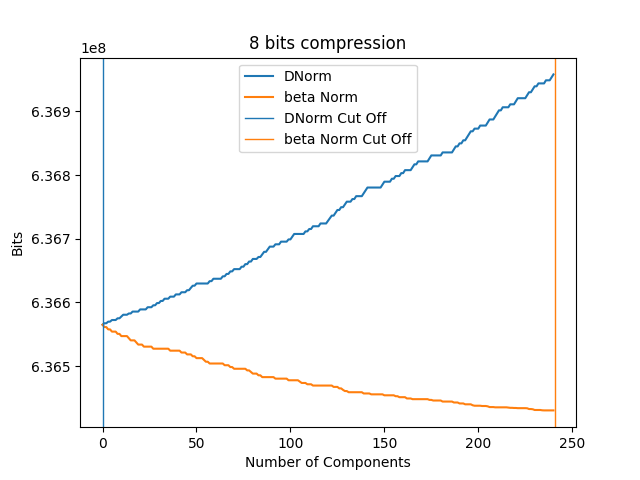 8 bits compression
1e8
DNorm
beta Norm
DNorm Cut Off
beta Norm Cut Off
6.369
6.368
6.367
6.366
6.365
Bits
0 50 100 150 200 250
Number of Components